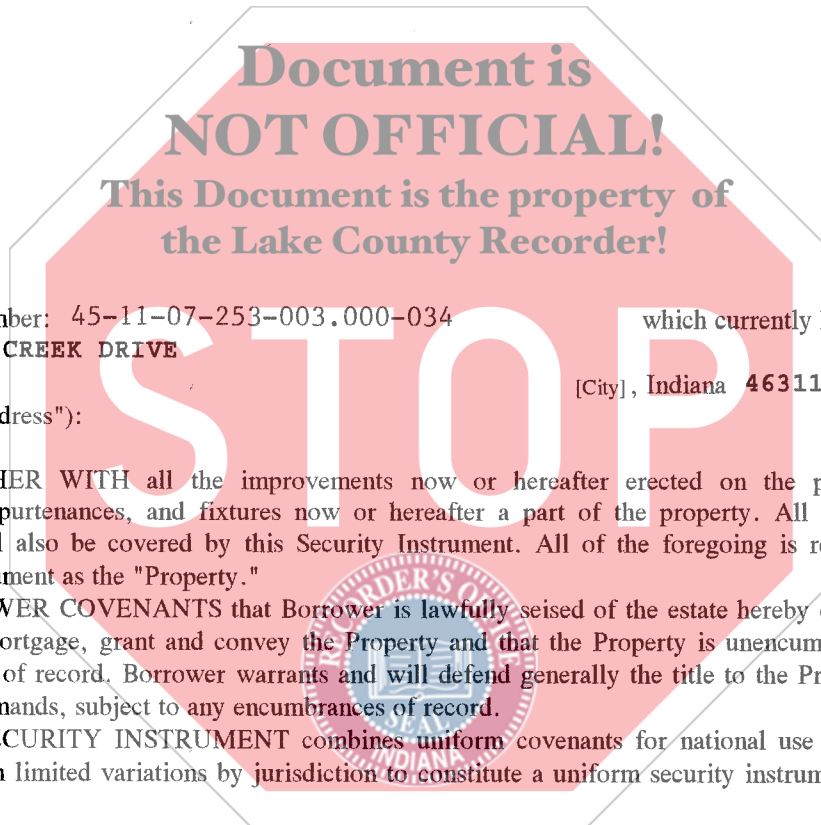 Document is
NOT OFFICIAL!
This Document is the property of
the Lake County Recorder!
STOP
nber: 45-11-07-253-003.000-034 which currently
CREEK DRIVE
[City], Indiana 46311
dress"):
HER WITH all the improvements now or hereafter erected on the p
purtenances, and fixtures now or hereafter a part of the property. All
l also be covered by this Security Instrument. All of the foregoing is re
ument as the "Property."
WER COVENANTS that Borrower is lawfully seised of the estate hereby
ortgage, grant and convey the Property and that the Property is unencum
of record. Borrower warrants and will defend generally the title to the Pr
mands, subject to any encumbrances of record.
ECURITY INSTRUMENT combines uniform covenants for national use
h limited variations by jurisdiction to constitute a uniform security instrum
RECORDER'S OFFICE
SEAL
INDIANA